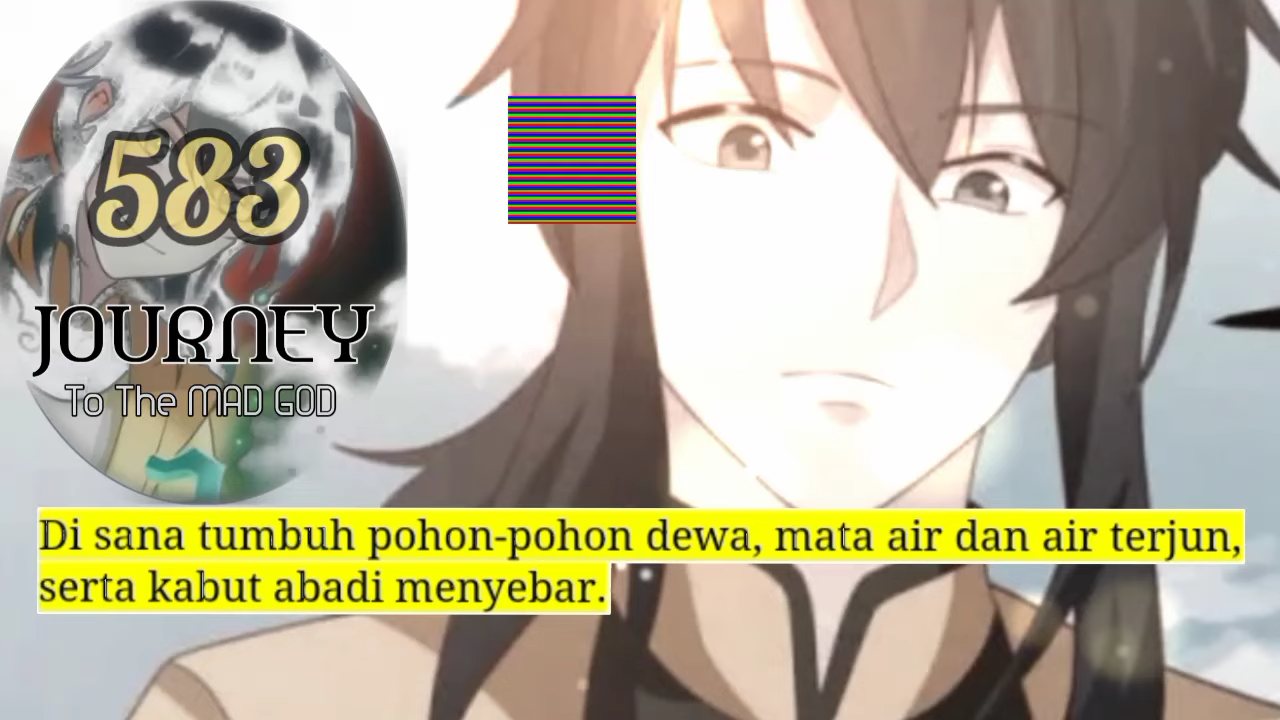 583
JOURNEY
To The MAD GOD
Di sana tumbuh pohon-pohon dewa, mata air dan air terjun,
serta kabut abadi menyebar.